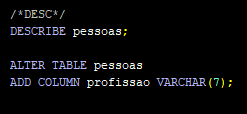 /*DESC*/
DESCRIBE pessoas;
ALTER TABLE pessoas
ADD COLUMN profissao VARCHAR(7);